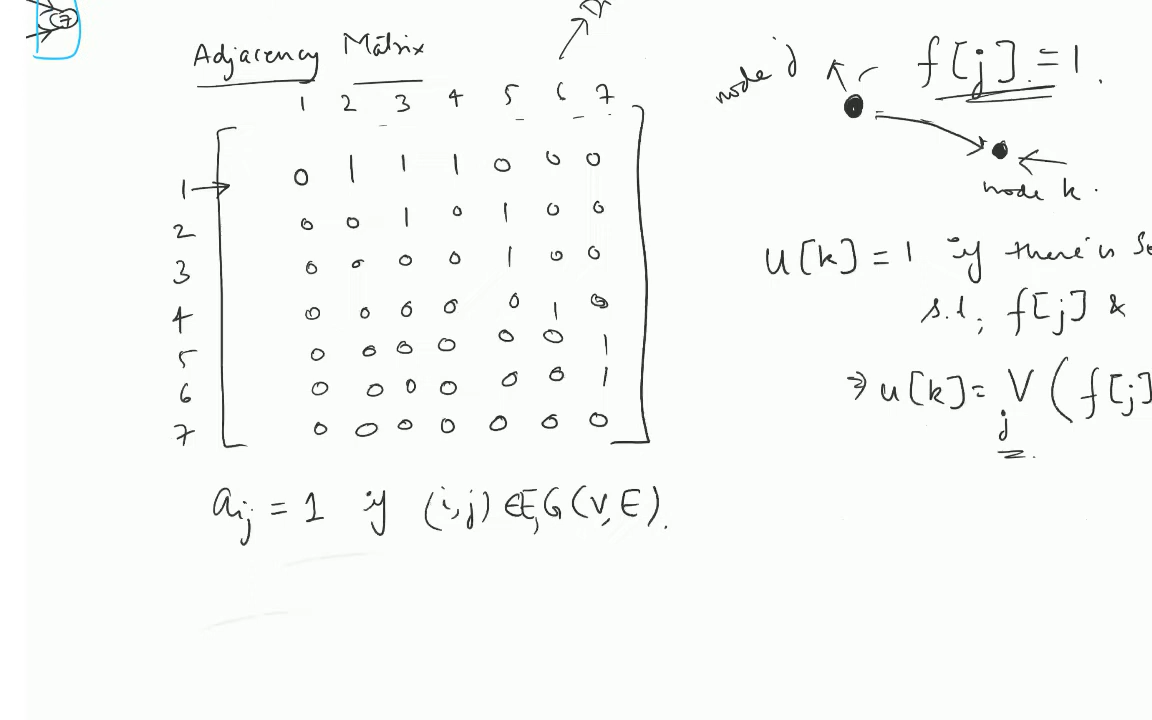 7
Adjacency Matrix
1 2 3 4 5 6 7
1 → 0 1 1 1 0 0 0
2 0 0 1 0 1 0 0
3 0 0 0 0 1 0 0
4 0 0 0 0 0 1 0
5 0 0 0 0 0 0 1
6 0 0 0 0 0 0 1
7 0 0 0 0 0 0 0
a_ij = 1 if (i,j) ∈ E, G(V,E).
node j
f[j] = 1.
node k.
u[k] = 1 if there is
s.t. f[j] &
⇒ u[k] = V (f[j]
j